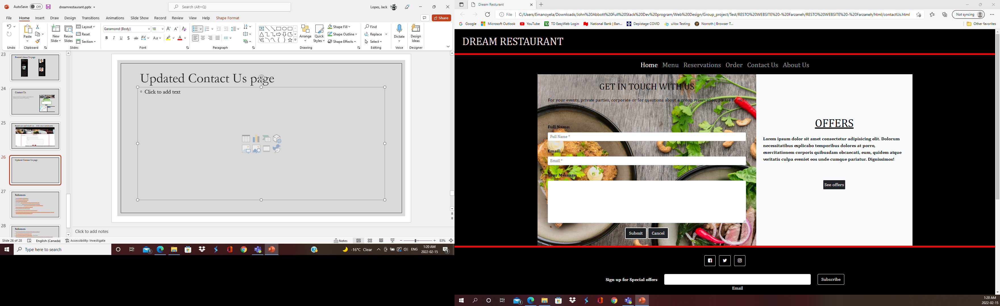 AutoSave Off dreamrestaurant.pptx Search (Alt+Q) Lopes, Jack
File Home Insert Draw Design Transitions Animations Slide Show Record Review View Help Shape Format Share
Paste New Slide Reuse Slides Layout Reset Section Garamond (Body) 18
B I U S ab AV Aa A
Arrange Quick Styles Shape Fill Shape Outline Shape Effects Find Replace Select Dictate Design Ideas
Undo Clipboard Slides Font Paragraph Drawing Editing Voice Designer
23
24
Contact Us
25
Reach out and touch us... with your comments
26
Updated Contact Us page
27
References
28
References
Updated Contact Us page
Click to add text
Click to add notes
Slide 26 of 28 English (Canada) Accessibility: Investigate Notes 83%
Type here to search -16°C Clear ENG 1:20 AM
2022-02-15
Dream Resturant
File C:/Users/Emanoyela/Downloads/John%20Abbott%20Full%20Stack%20Dev%20program/Web%20Design/Group_project/Test/RESTO%20WEBSITE%20-%20Farzaneh/RESTO%20WEBSITE%20-%20Farzaneh/html/contactUs.html Not syncing
Google Microsoft Outlook YouTube TD EasyWeb Login National Bank | Ban... Depistage COVID uVox Testing Norroth | Browser T... Other favorites
DREAM RESTAURANT
Home Menu Reservations Order Contact Us About Us
GET IN TOUCH WITH US
For your events, private parties, corporate or for questions about a group reservation, please fill out
Full Name:
Full Name *
Email:
Email *
Your Message:
Submit Cancel
OFFERS
Lorem ipsum dolor sit amet consectetur adipisicing elit. Dolorum
necessitatibus explicabo temporibus dolores at porro,
exercitationem corporis quibusdam obcaecati, eum, quidem atque
veritatis culpa eveniet eos unde cumque pariatur. Dignissimos!
See offers
Sign up for Special offers Subscribe
Email
1:20 AM
2022-02-15